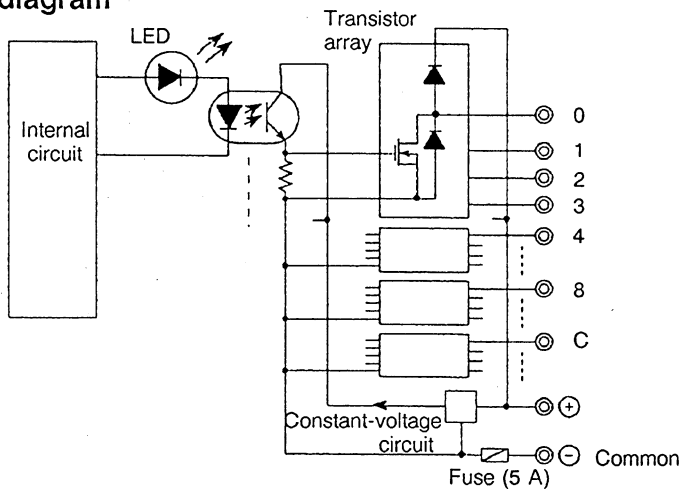 diagram
Transistor
array
LED
Internal
circuit
0
1
2
3
4
8
C
+
Constant-voltage
circuit
− Common
Fuse (5 A)